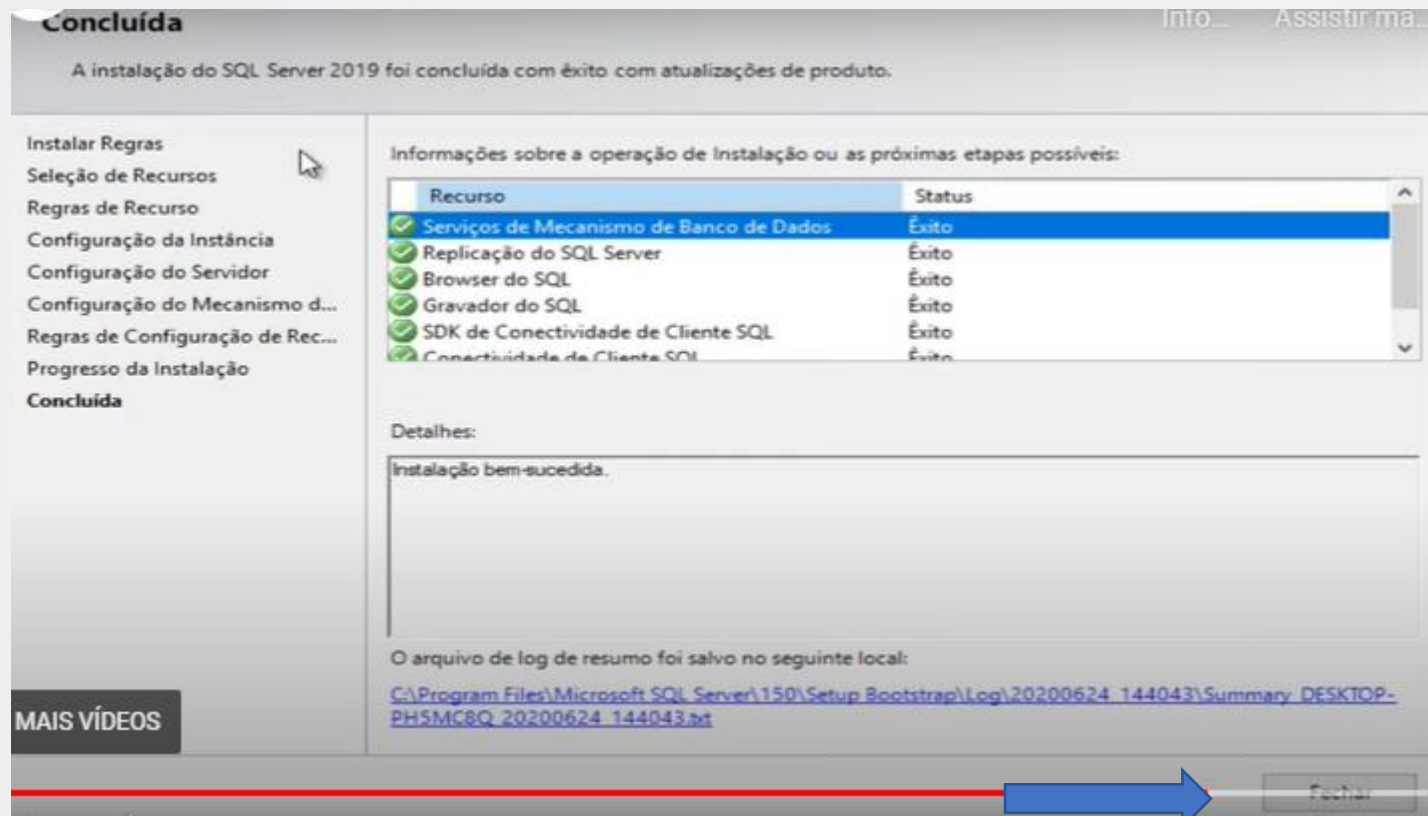 Concluída
Info... Assistir ma...
A instalação do SQL Server 2019 foi concluída com êxito com atualizações de produto.
Instalar Regras
Seleção de Recursos
Regras de Recurso
Configuração da Instância
Configuração do Servidor
Configuração do Mecanismo d...
Regras de Configuração de Rec...
Progresso da Instalação
Concluída
Informações sobre a operação de Instalação ou as próximas etapas possíveis:
Recurso Status
Serviços de Mecanismo de Banco de Dados Êxito
Replicação do SQL Server Êxito
Browser do SQL Êxito
Gravador do SQL Êxito
SDK de Conectividade de Cliente SQL Êxito
Conectividade de Cliente SQL Êxito
Detalhes:
Instalação bem-sucedida.
O arquivo de log de resumo foi salvo no seguinte local:
C:\Program Files\Microsoft SQL Server\150\Setup Bootstrap\Log\20200624_144043\Summary_DESKTOP-
PH5MC8Q_20200624_144043.txt
MAIS VÍDEOS
Fechar